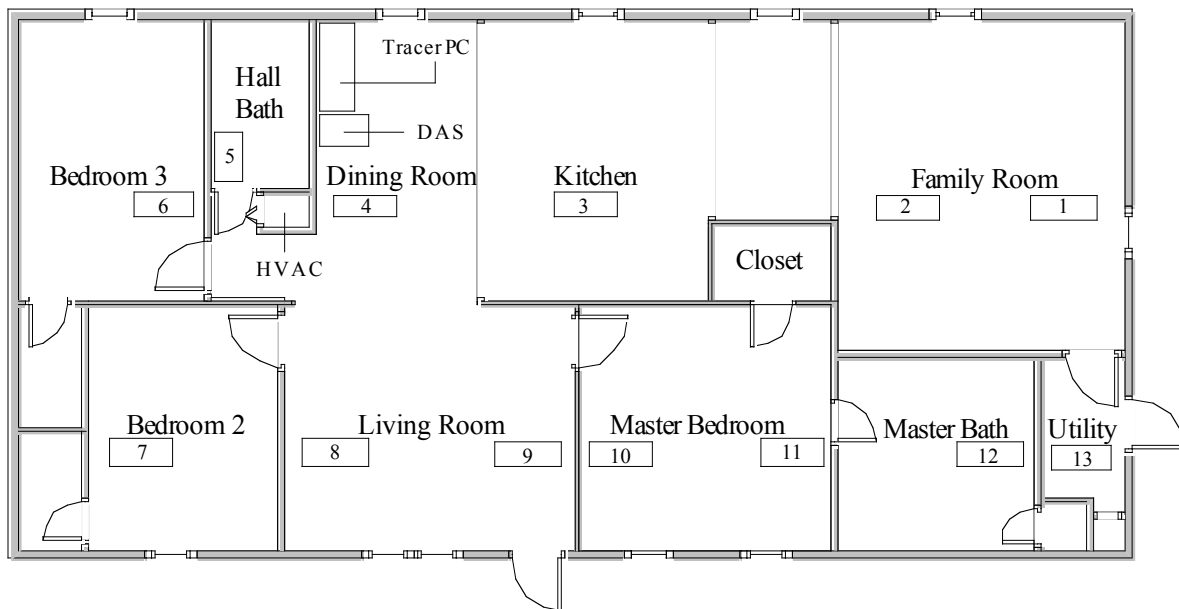 Tracer PC
Hall
Bath
DAS
5
Bedroom 3
Dining Room
Kitchen
Family Room
6
4
3
2
1
HVAC
Closet
Bedroom 2
Living Room
Master Bedroom
Master Bath
Utility
7
8
9
10
11
12
13